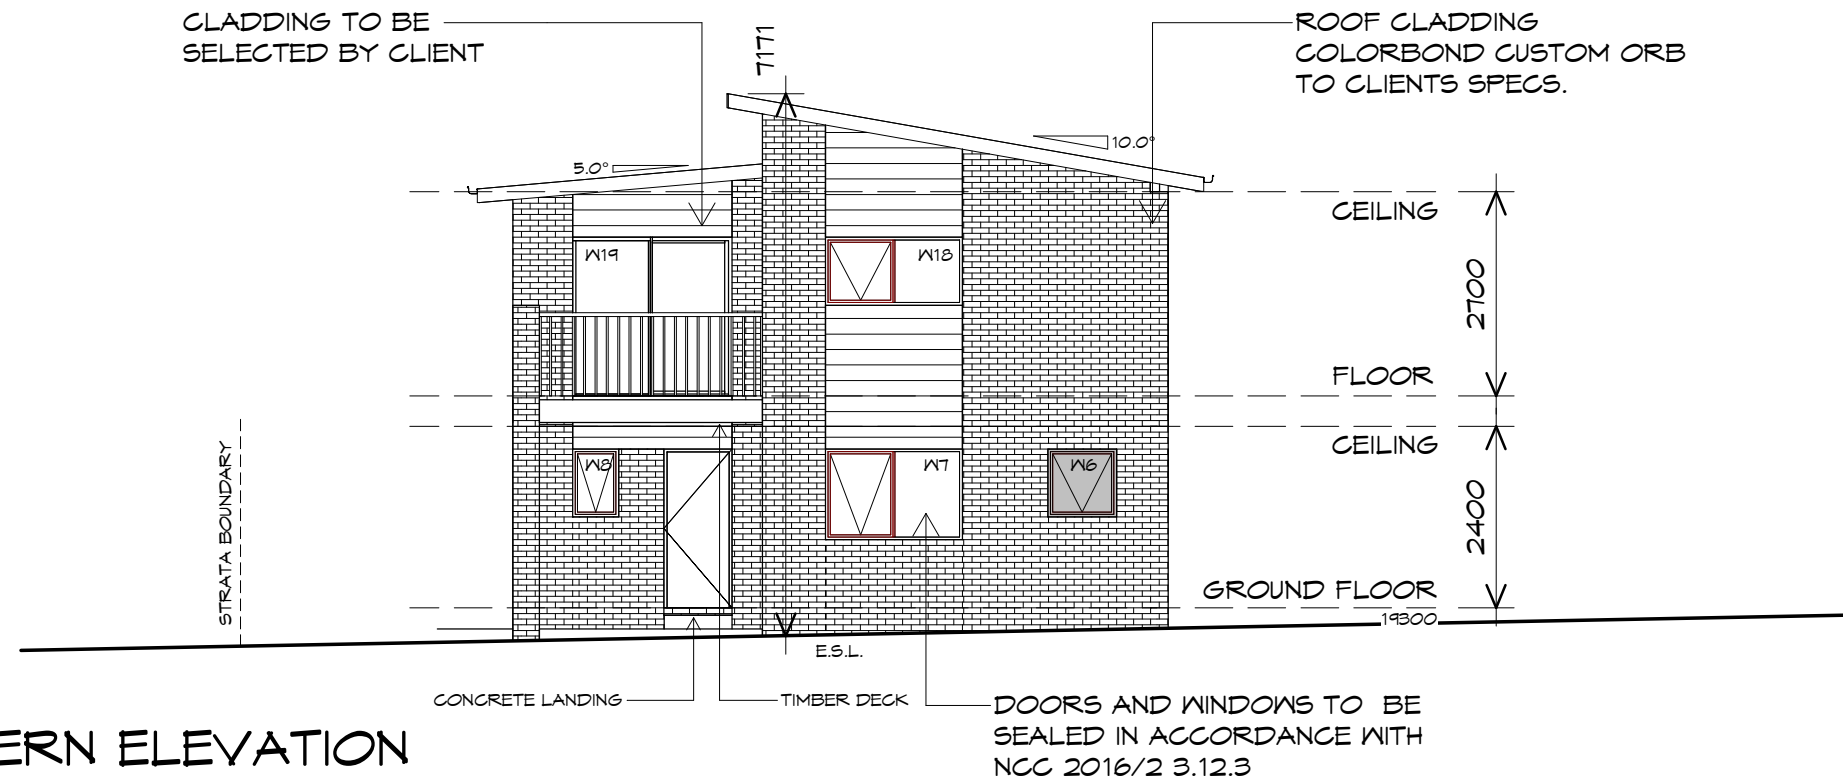 CLADDING TO BE
SELECTED BY CLIENT
7171
ROOF CLADDING
COLORBOND CUSTOM ORB
TO CLIENTS SPECS.
5.0°
10.0°
CEILING
W19
W18
2700
FLOOR
CEILING
STRATA BOUNDARY
W8
W7
W6
2400
GROUND FLOOR
19300
E.S.L.
CONCRETE LANDING
TIMBER DECK
DOORS AND WINDOWS TO BE
SEALED IN ACCORDANCE WITH
NCC 2016/2 3.12.3
ERN ELEVATION